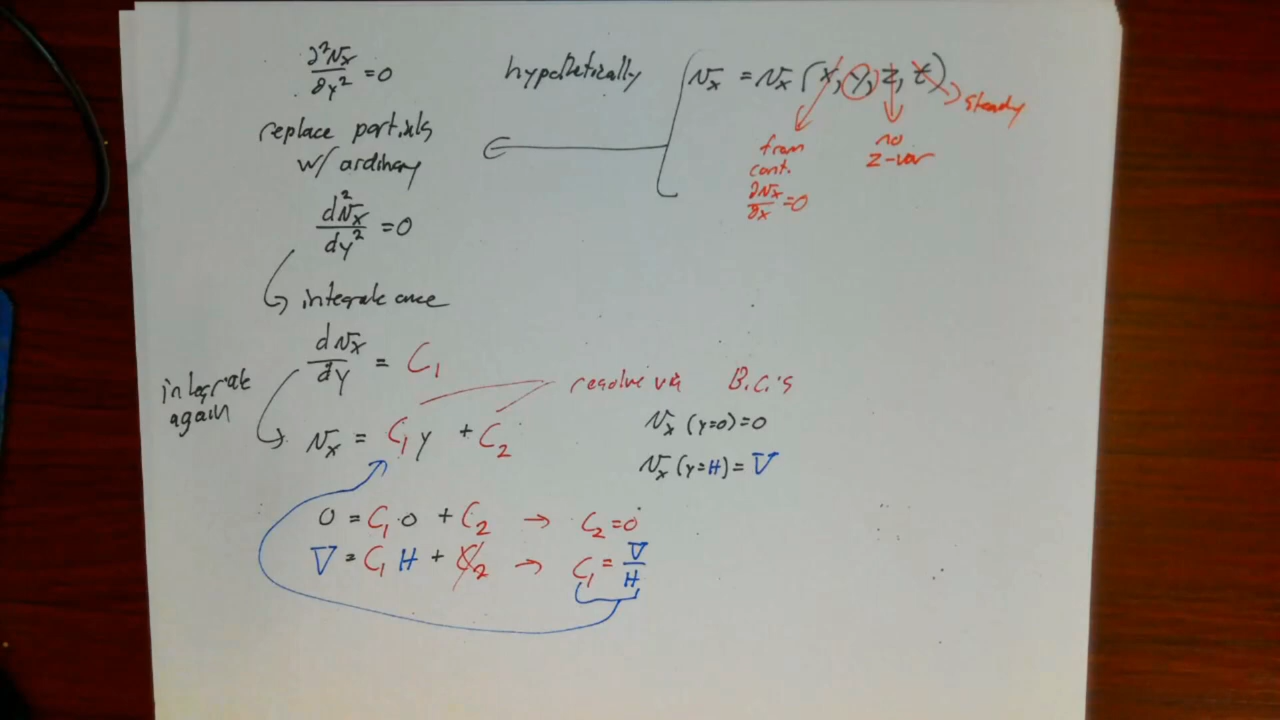 ∂²Vx/∂y² = 0
hypothetically
Vx = Vx (x, y, z, t)
steady
replace partials
w/ ordinary
from
cont.
∂Vx/∂x = 0
no
z-var
d²Vx/dy² = 0
integrate once
dVx/dy = C₁
integrate
again
resolve via B.C.'s
Vx = C₁y + C₂
Vx (y=0) = 0
Vx (y=H) = V
0 = C₁·0 + C₂ → C₂ = 0
V = C₁ H + C₂ → C₁ = V/H